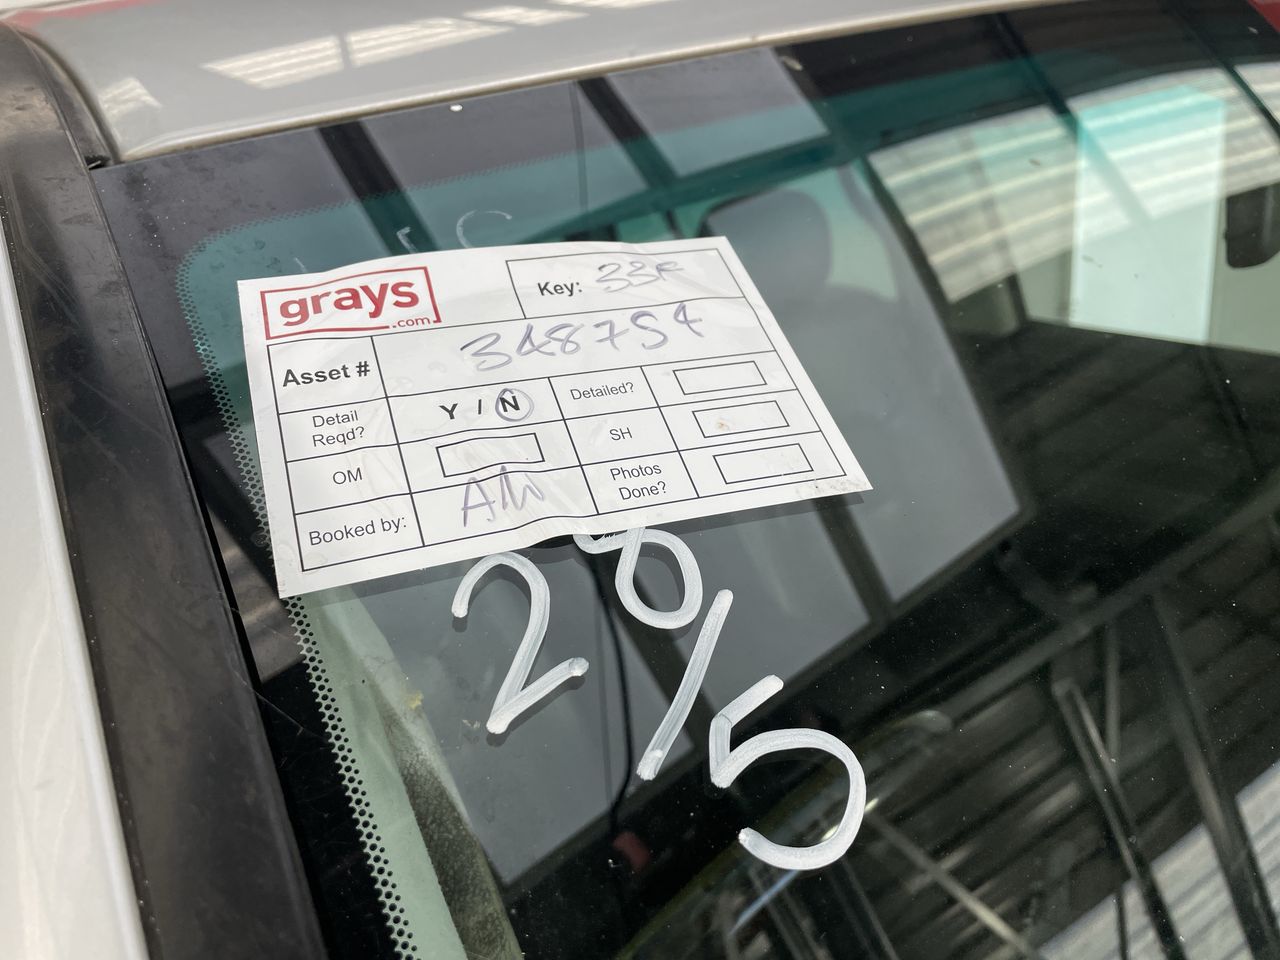 grays
.com
Key: 33F
Asset # 348754
Detail Reqd? Y / N Detailed?
OM SH
Booked by: AW Photos Done?
28/5